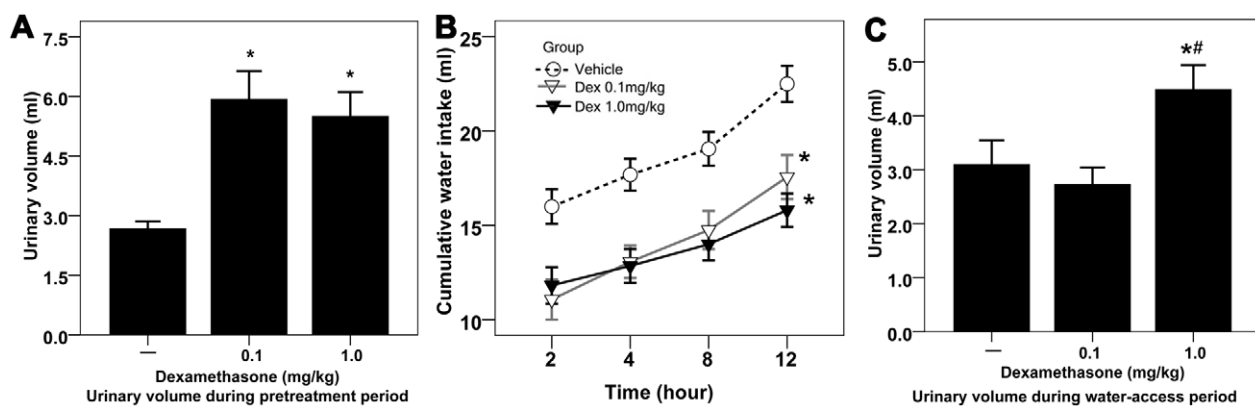 A
7.5
6.0
4.5
3.0
1.5
0.0
Urinary volume (ml)
*
*
—
0.1
1.0
Dexamethasone (mg/kg)
Urinary volume during pretreatment period
B
25
20
15
10
Cumulative water intake (ml)
Group
Vehicle
Dex 0.1mg/kg
Dex 1.0mg/kg
*
*
2
4
8
12
Time (hour)
C
5.0
4.0
3.0
2.0
1.0
0.0
Urinary volume (ml)
*#
—
0.1
1.0
Dexamethasone (mg/kg)
Urinary volume during water-access period